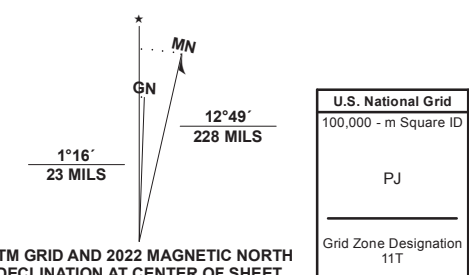 ★
MN
GN
12°49´
228 MILS
1°16´
23 MILS
TM GRID AND 2022 MAGNETIC NORTH
DECLINATION AT CENTER OF SHEET
U.S. National Grid
100,000 - m Square ID
PJ
Grid Zone Designation
11T